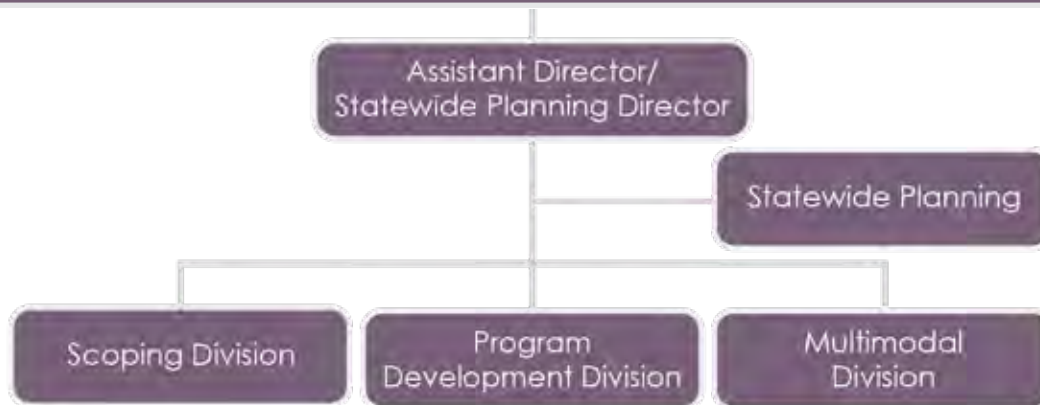 Assistant Director/
Statewide Planning Director
Statewide Planning
Scoping Division
Program
Development Division
Multimodal
Division